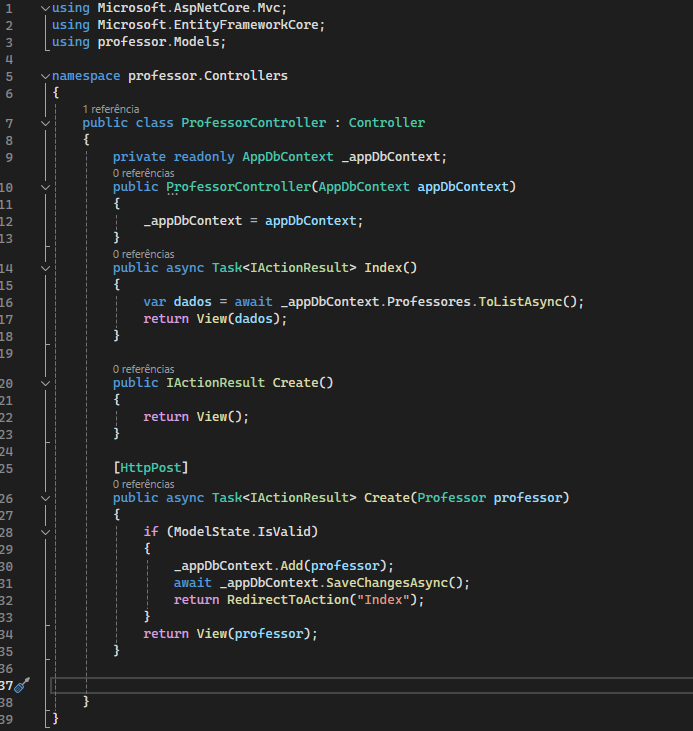 1 using Microsoft.AspNetCore.Mvc;
2 using Microsoft.EntityFrameworkCore;
3 using professor.Models;
4
5 namespace professor.Controllers
6 {
1 referência
7 public class ProfessorController : Controller
8 {
9 private readonly AppDbContext _appDbContext;
0 referências
10 public ProfessorController(AppDbContext appDbContext)
11 {
12 _appDbContext = appDbContext;
13 }
0 referências
14 public async Task<IActionResult> Index()
15 {
16 var dados = await _appDbContext.Professores.ToListAsync();
17 return View(dados);
18 }
19
0 referências
20 public IActionResult Create()
21 {
22 return View();
23 }
24
25 [HttpPost]
0 referências
26 public async Task<IActionResult> Create(Professor professor)
27 {
28 if (ModelState.IsValid)
29 {
30 _appDbContext.Add(professor);
31 await _appDbContext.SaveChangesAsync();
32 return RedirectToAction("Index");
33 }
34 return View(professor);
35 }
36
37
38 }
39 }